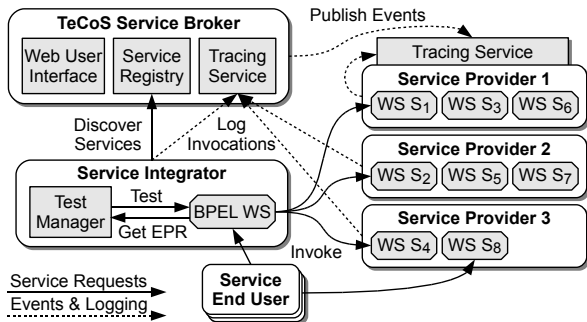 TeCoS Service Broker
Web User
Interface
Service
Registry
Tracing
Service
Publish Events
Tracing Service
Service Provider 1
WS S1
WS S3
WS S6
Discover
Services
Log
Invocations
Service Integrator
Test
Manager
Test
Get EPR
BPEL WS
Service Provider 2
WS S2
WS S5
WS S7
Service Provider 3
WS S4
WS S8
Invoke
Service
End User
Service Requests
Events & Logging